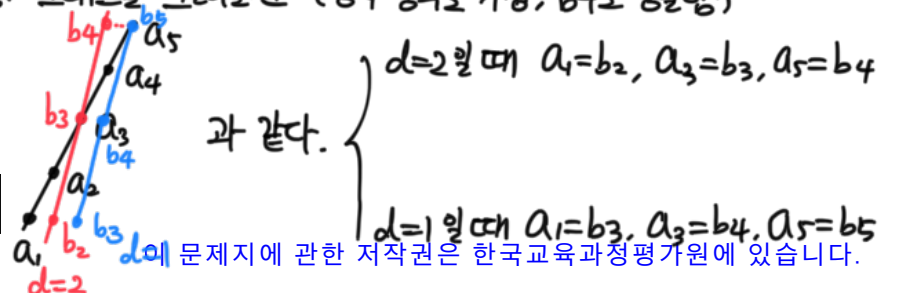 b4 b5
a5
a4
d=2일 때 a₁=b₂, a₃=b₃, a₅=b4
b3
a3
과 같다.
b4
a₂
d=1일 때 a₁=b₃, a₃=b₄, a₅=b5
a₁ b₂ b3
이 문제지에 관한 저작권은 한국교육과정평가원에 있습니다.
d=2